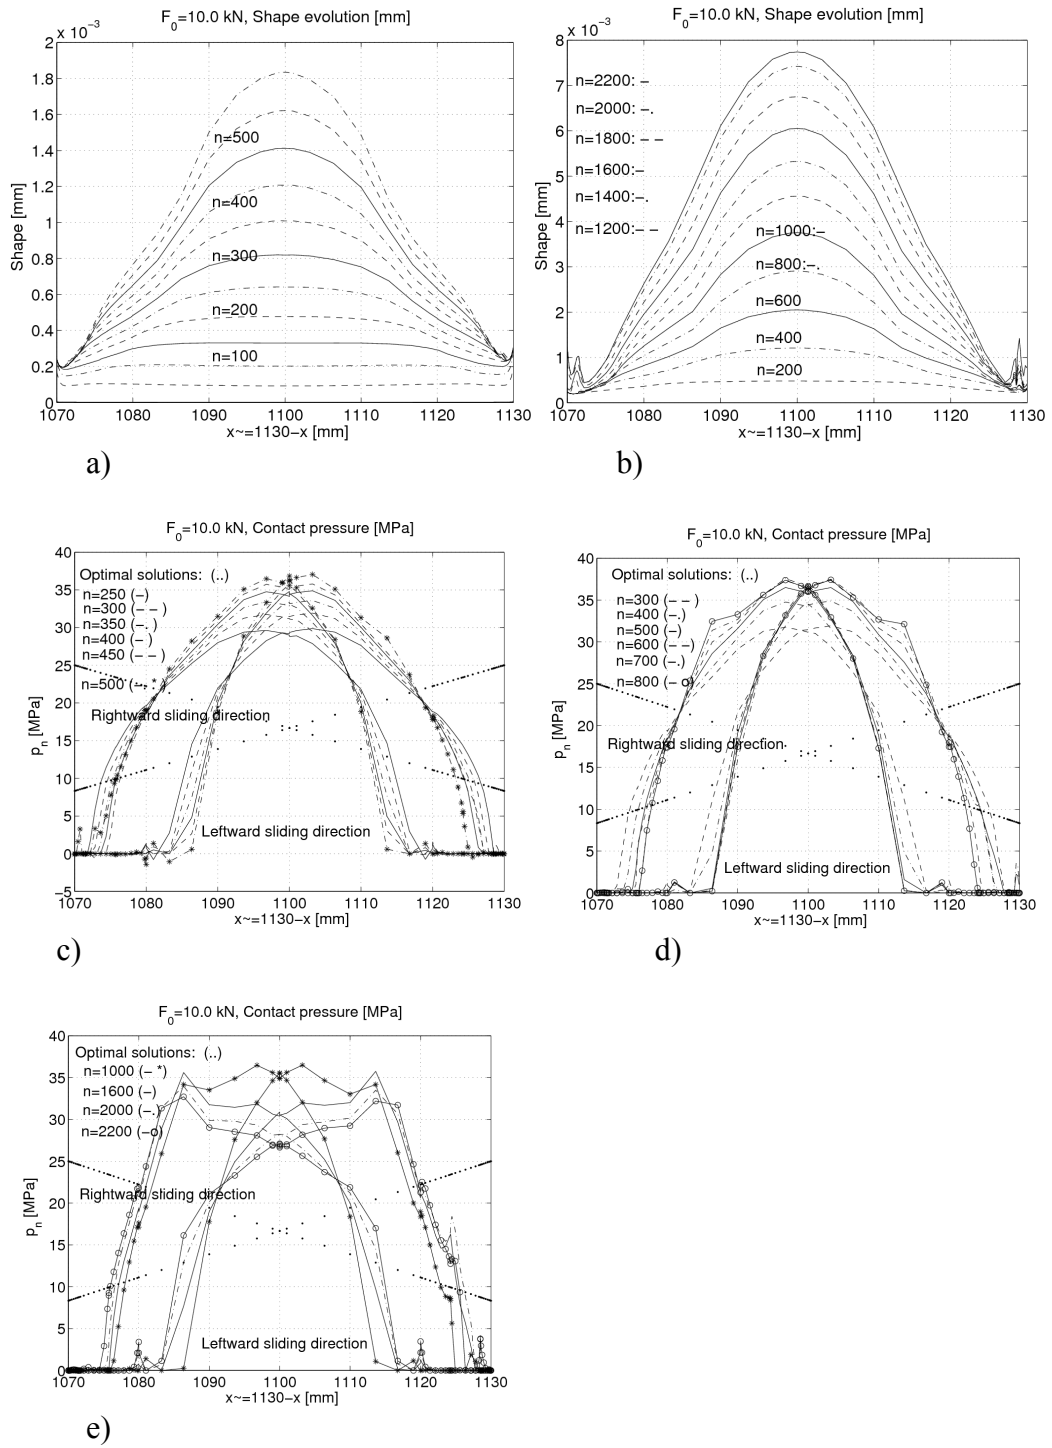 F0=10.0 kN, Shape evolution [mm]
x 10−3
2
1.8
1.6
1.4
1.2
1
0.8
0.6
0.4
0.2
0
n=500
n=400
n=300
n=200
n=100
Shape [mm]
1070 1080 1090 1100 1110 1120 1130
x~=1130−x [mm]
a)
F0=10.0 kN, Shape evolution [mm]
x 10−3
8
7
6
5
4
3
2
1
0
n=2200: −
n=2000: −.
n=1800: − −
n=1600:−
n=1400:−.
n=1200:− −
n=1000:−
n=800:−.
n=600
n=400
n=200
Shape [mm]
1070 1080 1090 1100 1110 1120 1130
x~=1130−x [mm]
b)
F0=10.0 kN, Contact pressure [MPa]
40
35
30
25
20
15
10
5
0
−5
Optimal solutions: (..)
n=250 (−)
n=300 (− − )
n=350 (−. )
n=400 (− )
n=450 (− − )
n=500 (−.
Rightward sliding direction
Leftward sliding direction
pn [MPa]
1070 1080 1090 1100 1110 1120 1130
x~=1130−x [mm]
c)
F0=10.0 kN, Contact pressure [MPa]
40
35
30
25
20
15
10
5
0
Optimal solutions: (..)
n=300 (− − )
n=400 (−.)
n=500 (−)
n=600 (− −)
n=700 (−.)
n=800 (− o)
Rightward sliding direction
Leftward sliding direction
pn [MPa]
1070 1080 1090 1100 1110 1120 1130
x~=1130−x [mm]
d)
F0=10.0 kN, Contact pressure [MPa]
40
35
30
25
20
15
10
5
0
Optimal solutions: (..)
n=1000 (− *)
n=1600 (−)
n=2000 (−.)
n=2200 (−o)
Rightward sliding direction
Leftward sliding direction
pn [MPa]
1070 1080 1090 1100 1110 1120 1130
x~=1130−x [mm]
e)